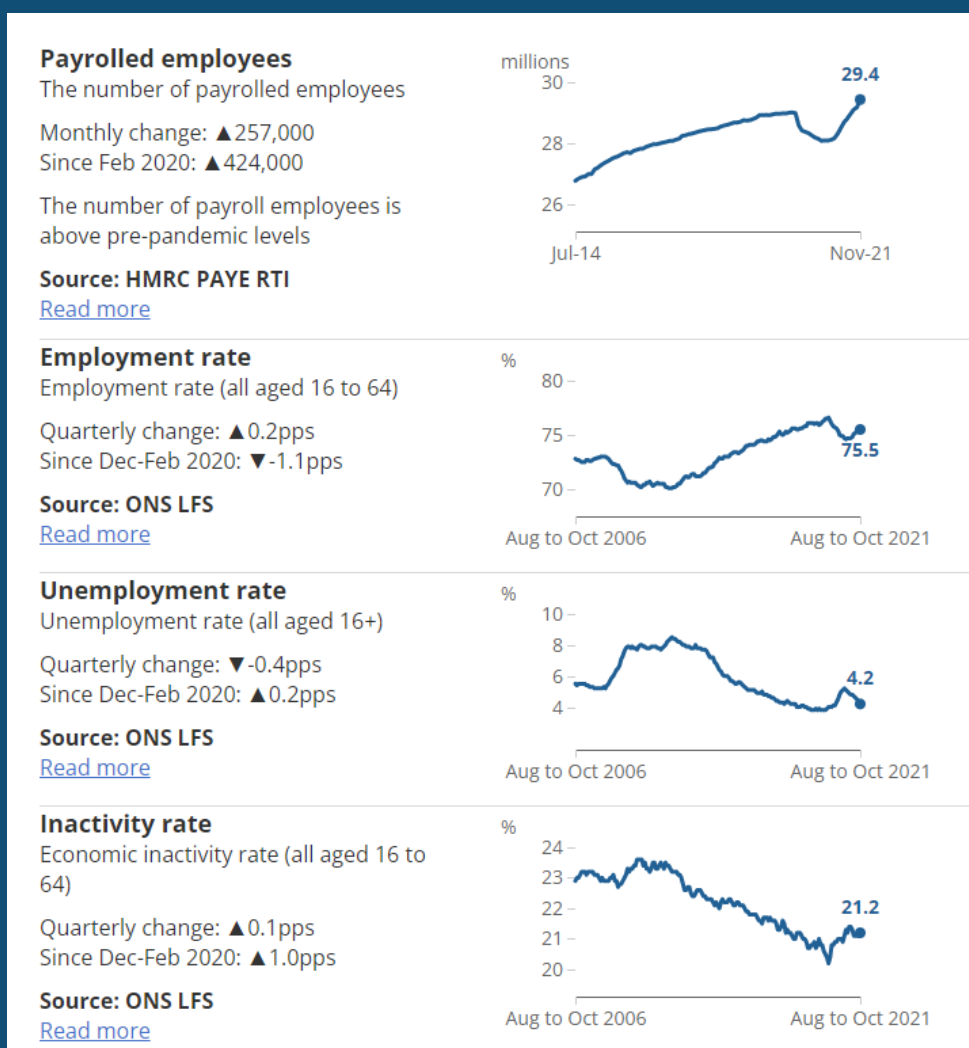 Payrolled employees
The number of payrolled employees
Monthly change: ▲257,000
Since Feb 2020: ▲424,000
The number of payroll employees is
above pre-pandemic levels
Source: HMRC PAYE RTI
Read more
millions
30
28
26
29.4
Jul-14
Nov-21
Employment rate
Employment rate (all aged 16 to 64)
Quarterly change: ▲0.2pps
Since Dec-Feb 2020: ▼-1.1pps
Source: ONS LFS
Read more
%
80
75
70
75.5
Aug to Oct 2006
Aug to Oct 2021
Unemployment rate
Unemployment rate (all aged 16+)
Quarterly change: ▼-0.4pps
Since Dec-Feb 2020: ▲0.2pps
Source: ONS LFS
Read more
%
10
8
6
4
4.2
Aug to Oct 2006
Aug to Oct 2021
Inactivity rate
Economic inactivity rate (all aged 16 to
64)
Quarterly change: ▲0.1pps
Since Dec-Feb 2020: ▲1.0pps
Source: ONS LFS
Read more
%
24
23
22
21
20
21.2
Aug to Oct 2006
Aug to Oct 2021